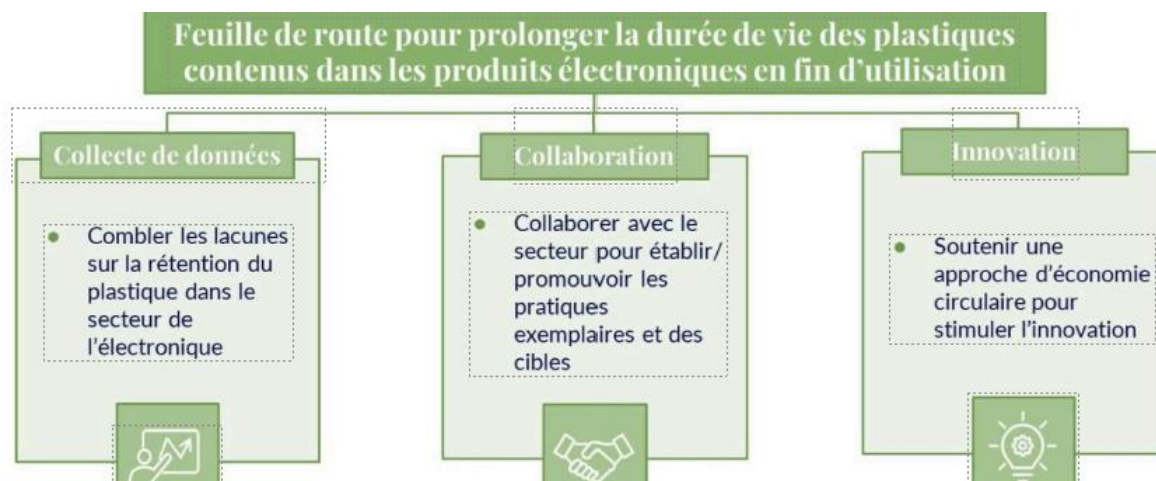 Feuille de route pour prolonger la durée de vie des plastiques
contenus dans les produits électroniques en fin d’utilisation
Collecte de données
• Combler les lacunes
sur la rétention du
plastique dans le
secteur de
l’électronique
Collaboration
• Collaborer avec le
secteur pour établir/
promouvoir les
pratiques
exemplaires et des
cibles
Innovation
• Soutenir une
approche d’économie
circulaire pour
stimuler l’innovation